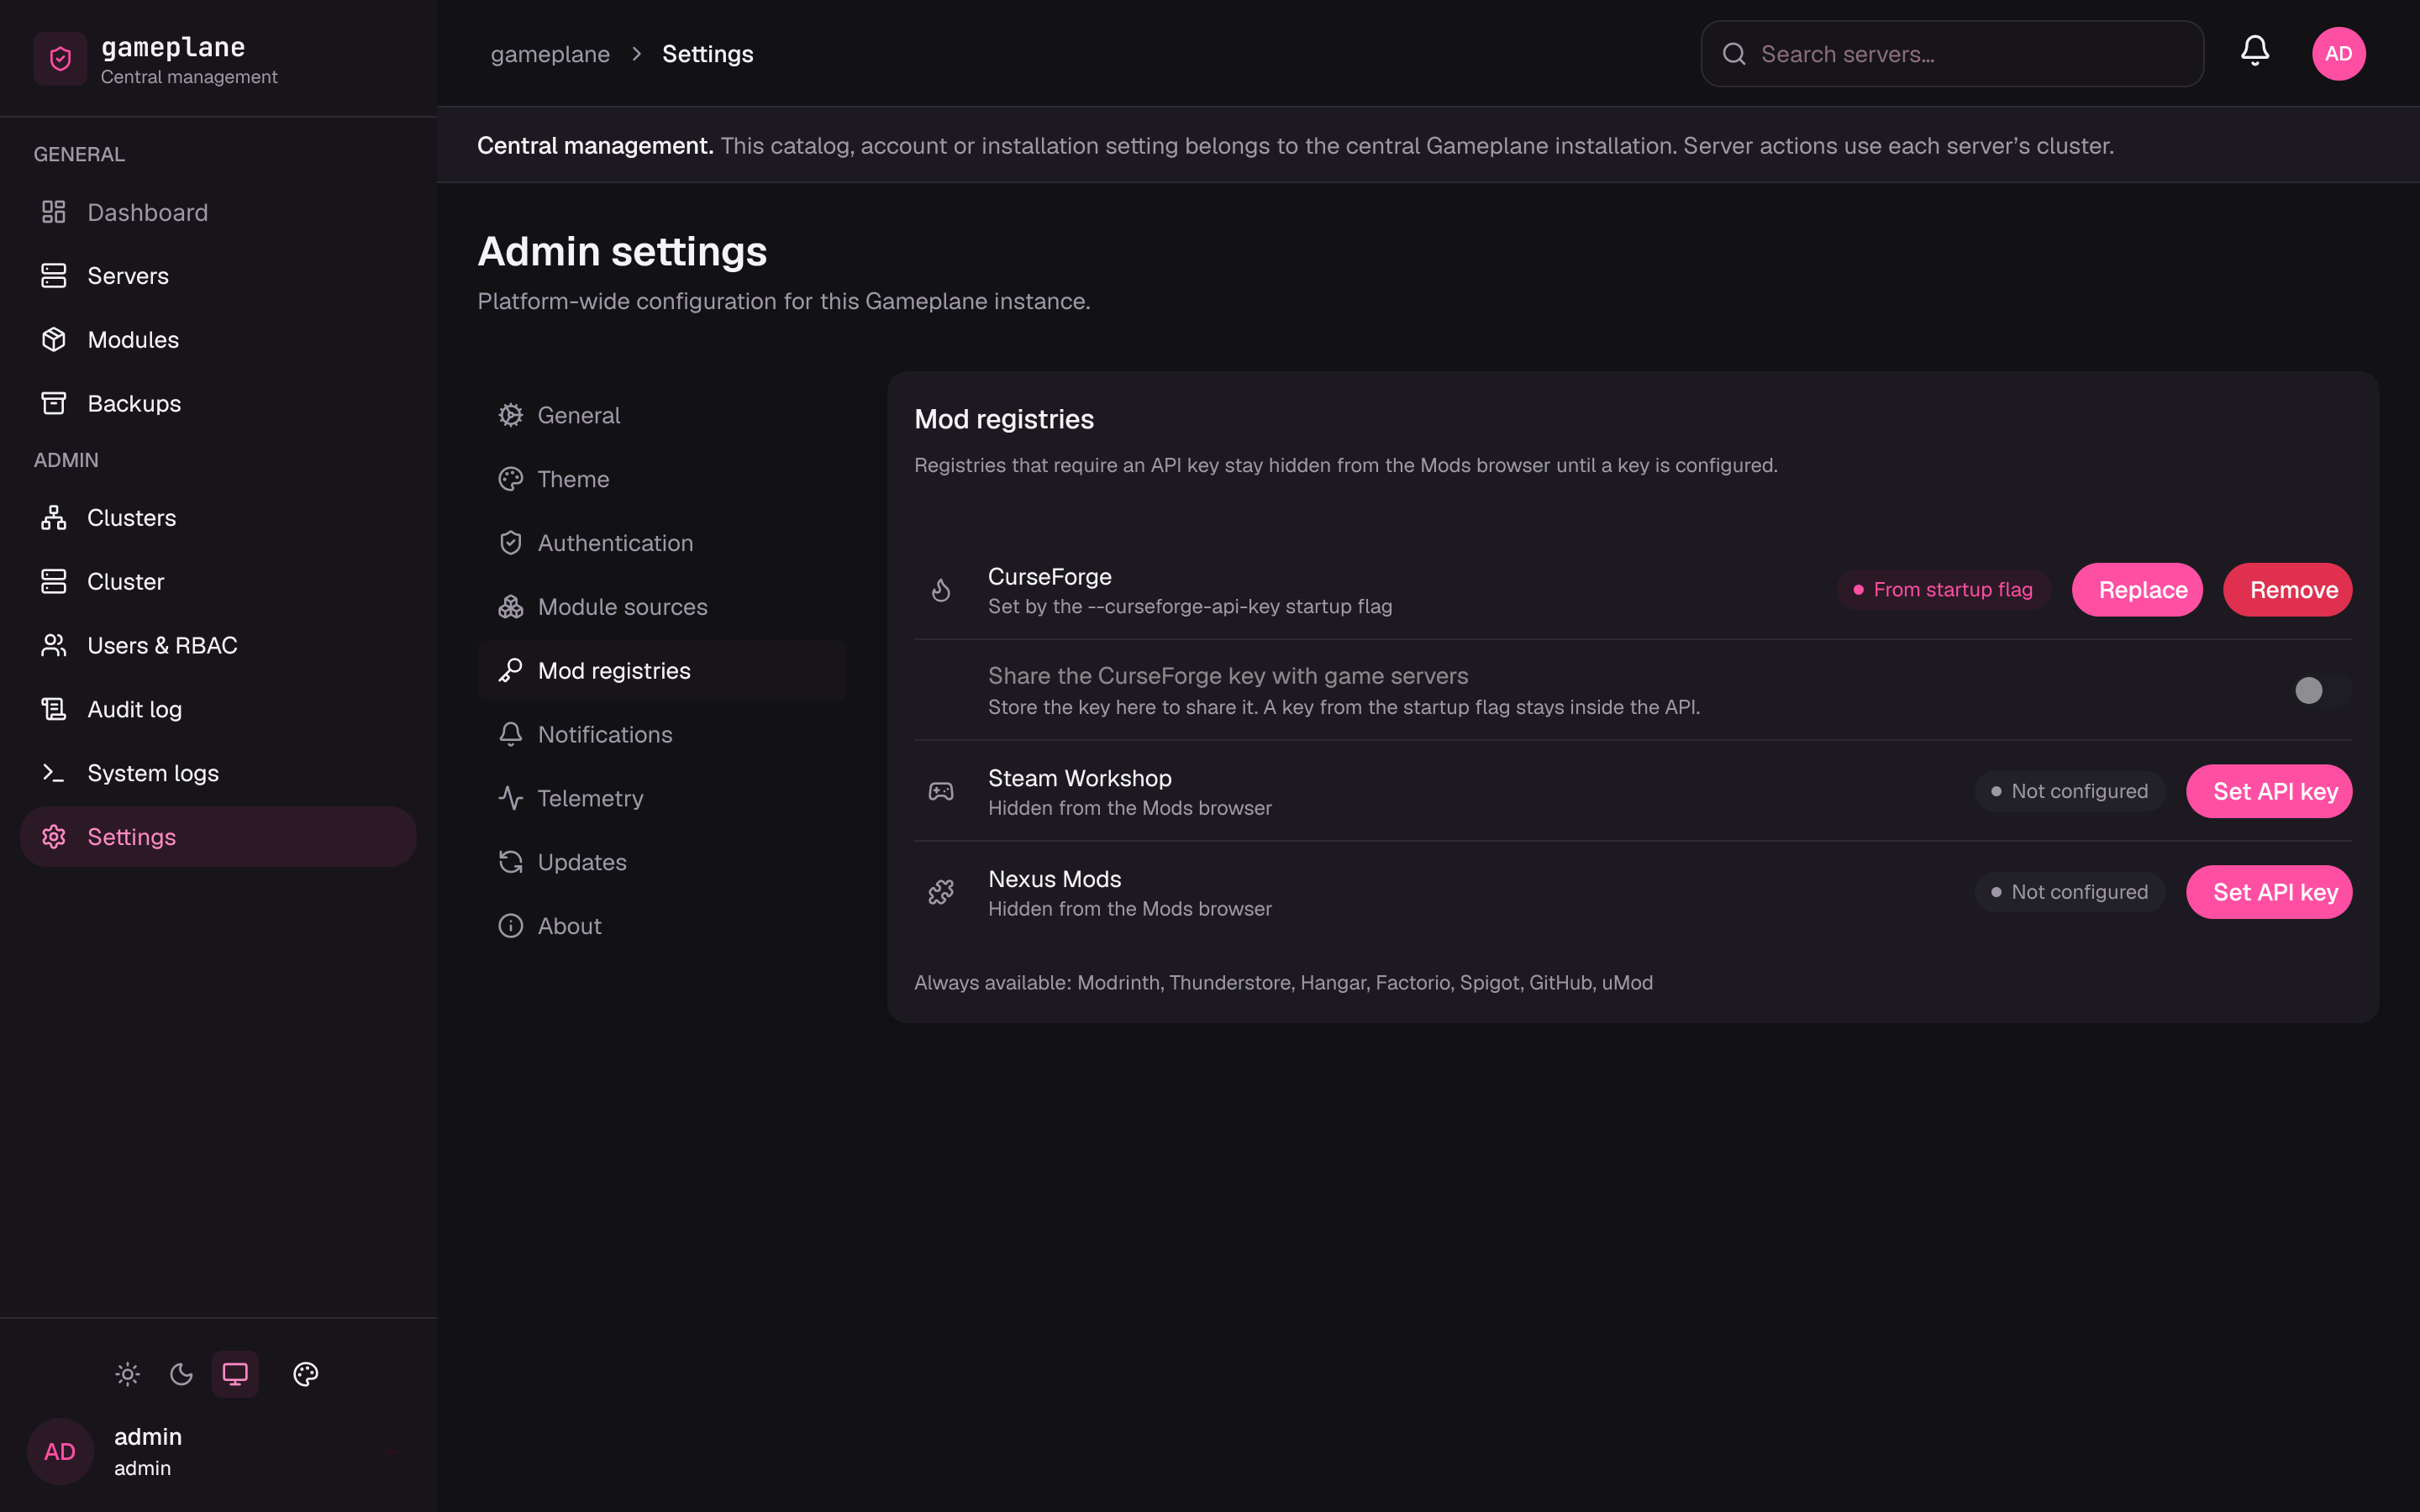 gameplane
Central management
GENERAL
Dashboard
Servers
Modules
Backups
ADMIN
Clusters
Cluster
Users & RBAC
Audit log
System logs
Settings
AD
admin
admin
gameplane > Settings
Search servers...
AD
Central management. This catalog, account or installation setting belongs to the central Gameplane installation. Server actions use each server’s cluster.
Admin settings
Platform-wide configuration for this Gameplane instance.
General
Theme
Authentication
Module sources
Mod registries
Notifications
Telemetry
Updates
About
Mod registries
Registries that require an API key stay hidden from the Mods browser until a key is configured.
CurseForge
Set by the --curseforge-api-key startup flag
From startup flag
Replace
Remove
Share the CurseForge key with game servers
Store the key here to share it. A key from the startup flag stays inside the API.
Steam Workshop
Hidden from the Mods browser
Not configured
Set API key
Nexus Mods
Hidden from the Mods browser
Not configured
Set API key
Always available: Modrinth, Thunderstore, Hangar, Factorio, Spigot, GitHub, uMod